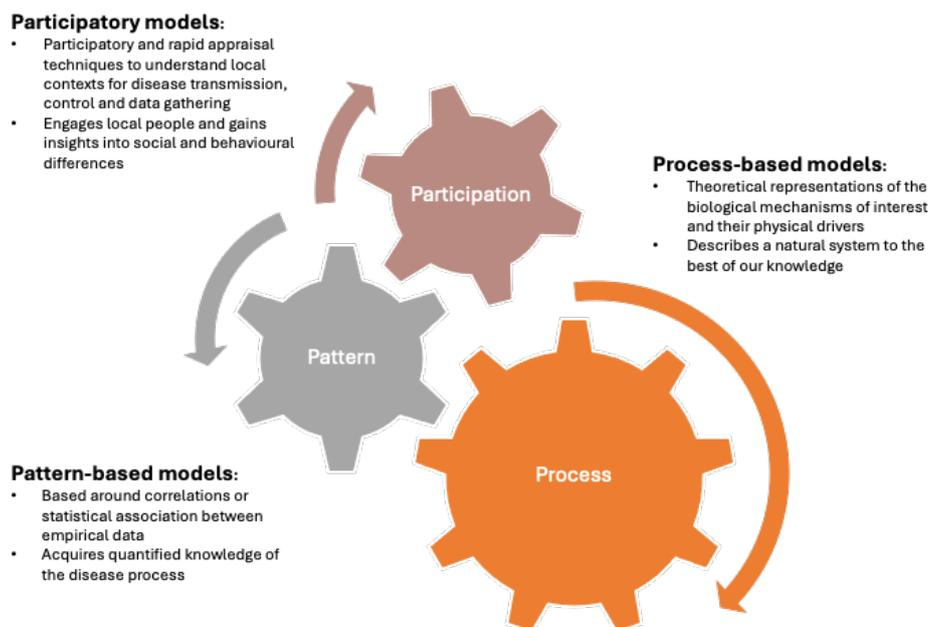 Participatory models:
• Participatory and rapid appraisal
techniques to understand local
contexts for disease transmission,
control and data gathering
• Engages local people and gains
insights into social and behavioural
differences
Participation
Process-based models:
• Theoretical representations of the
biological mechanisms of interest
and their physical drivers
• Describes a natural system to the
best of our knowledge
Pattern
Process
Pattern-based models:
• Based around correlations or
statistical association between
empirical data
• Acquires quantified knowledge of
the disease process